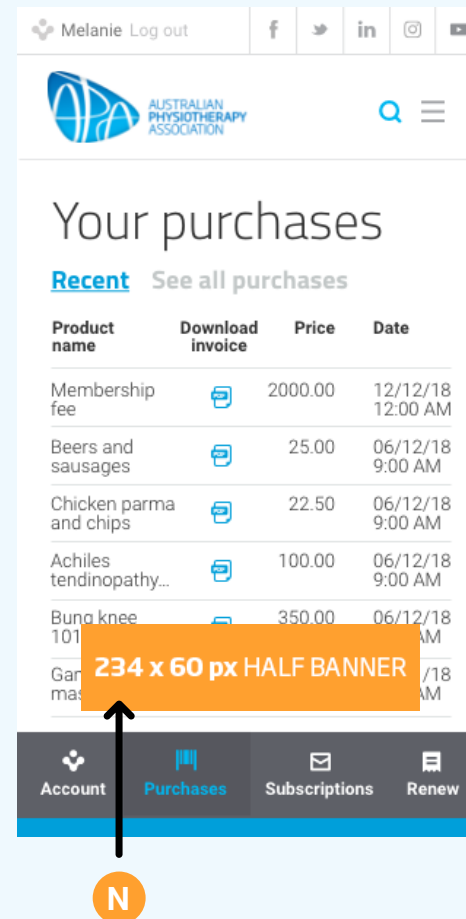 Melanie Log out
APA AUSTRALIAN
PHYSIOTHERAPY
ASSOCIATION
Your purchases
Recent See all purchases
Product name Download invoice Price Date
Membership fee 2000.00 12/12/18 12:00 AM
Beers and sausages 25.00 06/12/18 9:00 AM
Chicken parma and chips 22.50 06/12/18 9:00 AM
Achiles tendinopathy... 100.00 06/12/18 9:00 AM
Bung knee 101 350.00 06/12/18 AM
/18 AM
234 x 60 px HALF BANNER
Account Purchases Subscriptions Renew
N